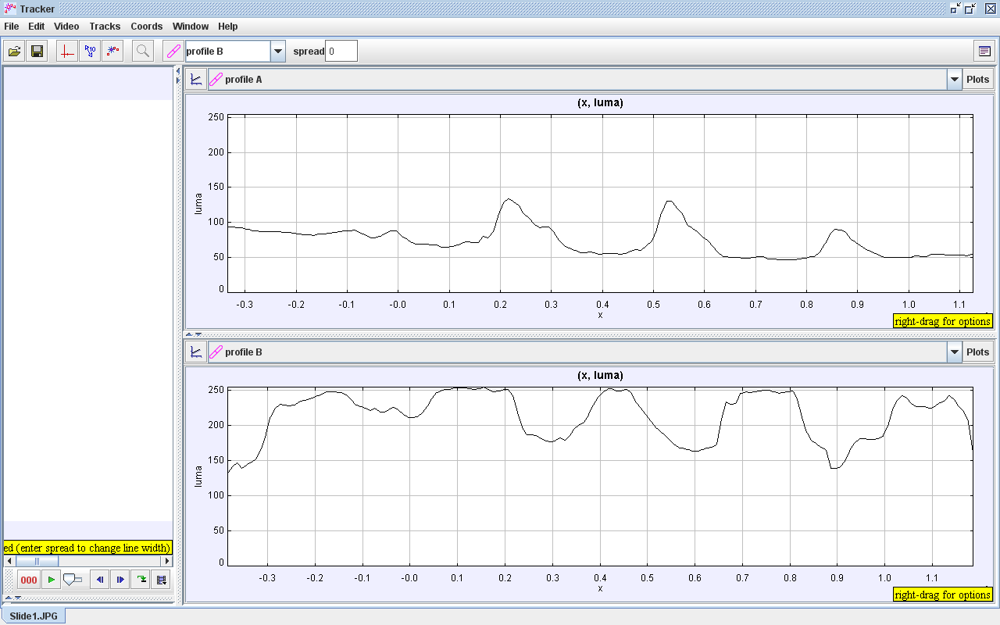 Tracker
File Edit Video Tracks Coords Window Help
10 profile B spread 0
profile A Plots
(x, luma)
250
200
150
100
50
0
luma
-0.3 -0.2 -0.1 -0.0 0.1 0.2 0.3 0.4 0.5 0.6 0.7 0.8 0.9 1.0 1.1
x
right-drag for options
profile B Plots
(x, luma)
250
200
150
100
50
0
luma
-0.3 -0.2 -0.1 -0.0 0.1 0.2 0.3 0.4 0.5 0.6 0.7 0.8 0.9 1.0 1.1
x
right-drag for options
ed (enter spread to change line width)
000
Slide1.JPG